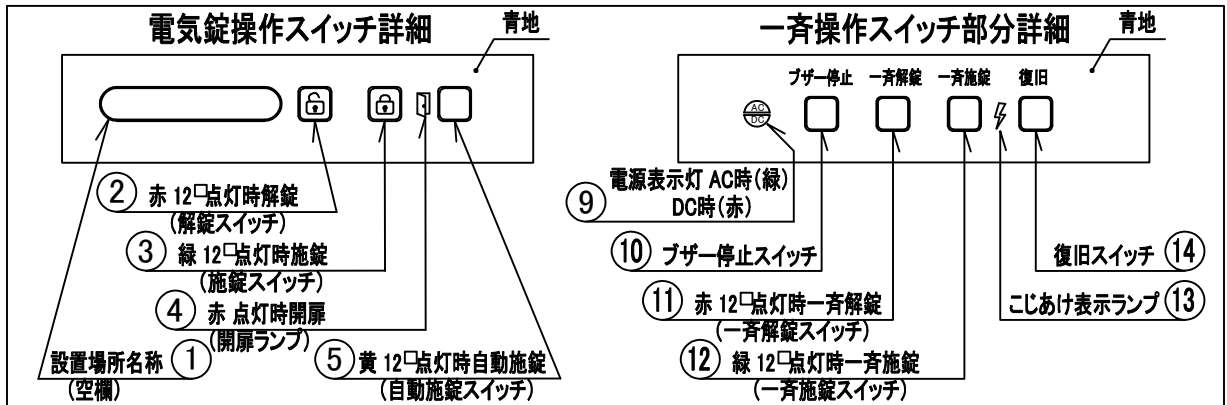 電気錠操作スイッチ詳細
青地
② 赤 12□点灯時解錠
(解錠スイッチ)
③ 緑 12□点灯時施錠
(施錠スイッチ)
④ 赤 点灯時開扉
(開扉ランプ)
設置場所名称 ①
(空欄)
⑤ 黄 12□点灯時自動施錠
(自動施錠スイッチ)
一斉操作スイッチ部分詳細
青地
ブザー停止 一斉解錠 一斉施錠 復旧
AC
DC
⑨ 電源表示灯 AC時(緑)
DC時(赤)
⑩ ブザー停止スイッチ
復旧スイッチ ⑭
⑪ 赤 12□点灯時一斉解錠
(一斉解錠スイッチ)
こじあけ表示ランプ ⑬
⑫ 緑 12□点灯時一斉施錠
(一斉施錠スイッチ)